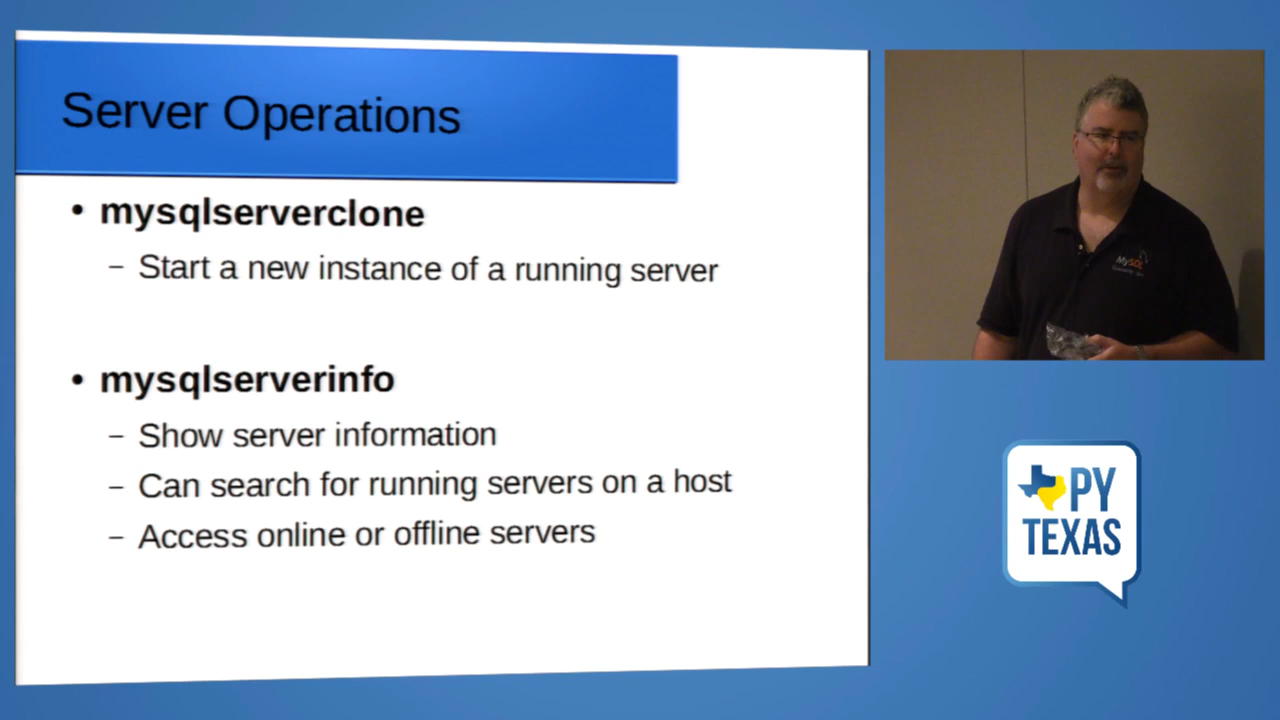 Server Operations
• mysqlserverclone
– Start a new instance of a running server
• mysqlserverinfo
– Show server information
– Can search for running servers on a host
– Access online or offline servers
MySQL
PY
TEXAS